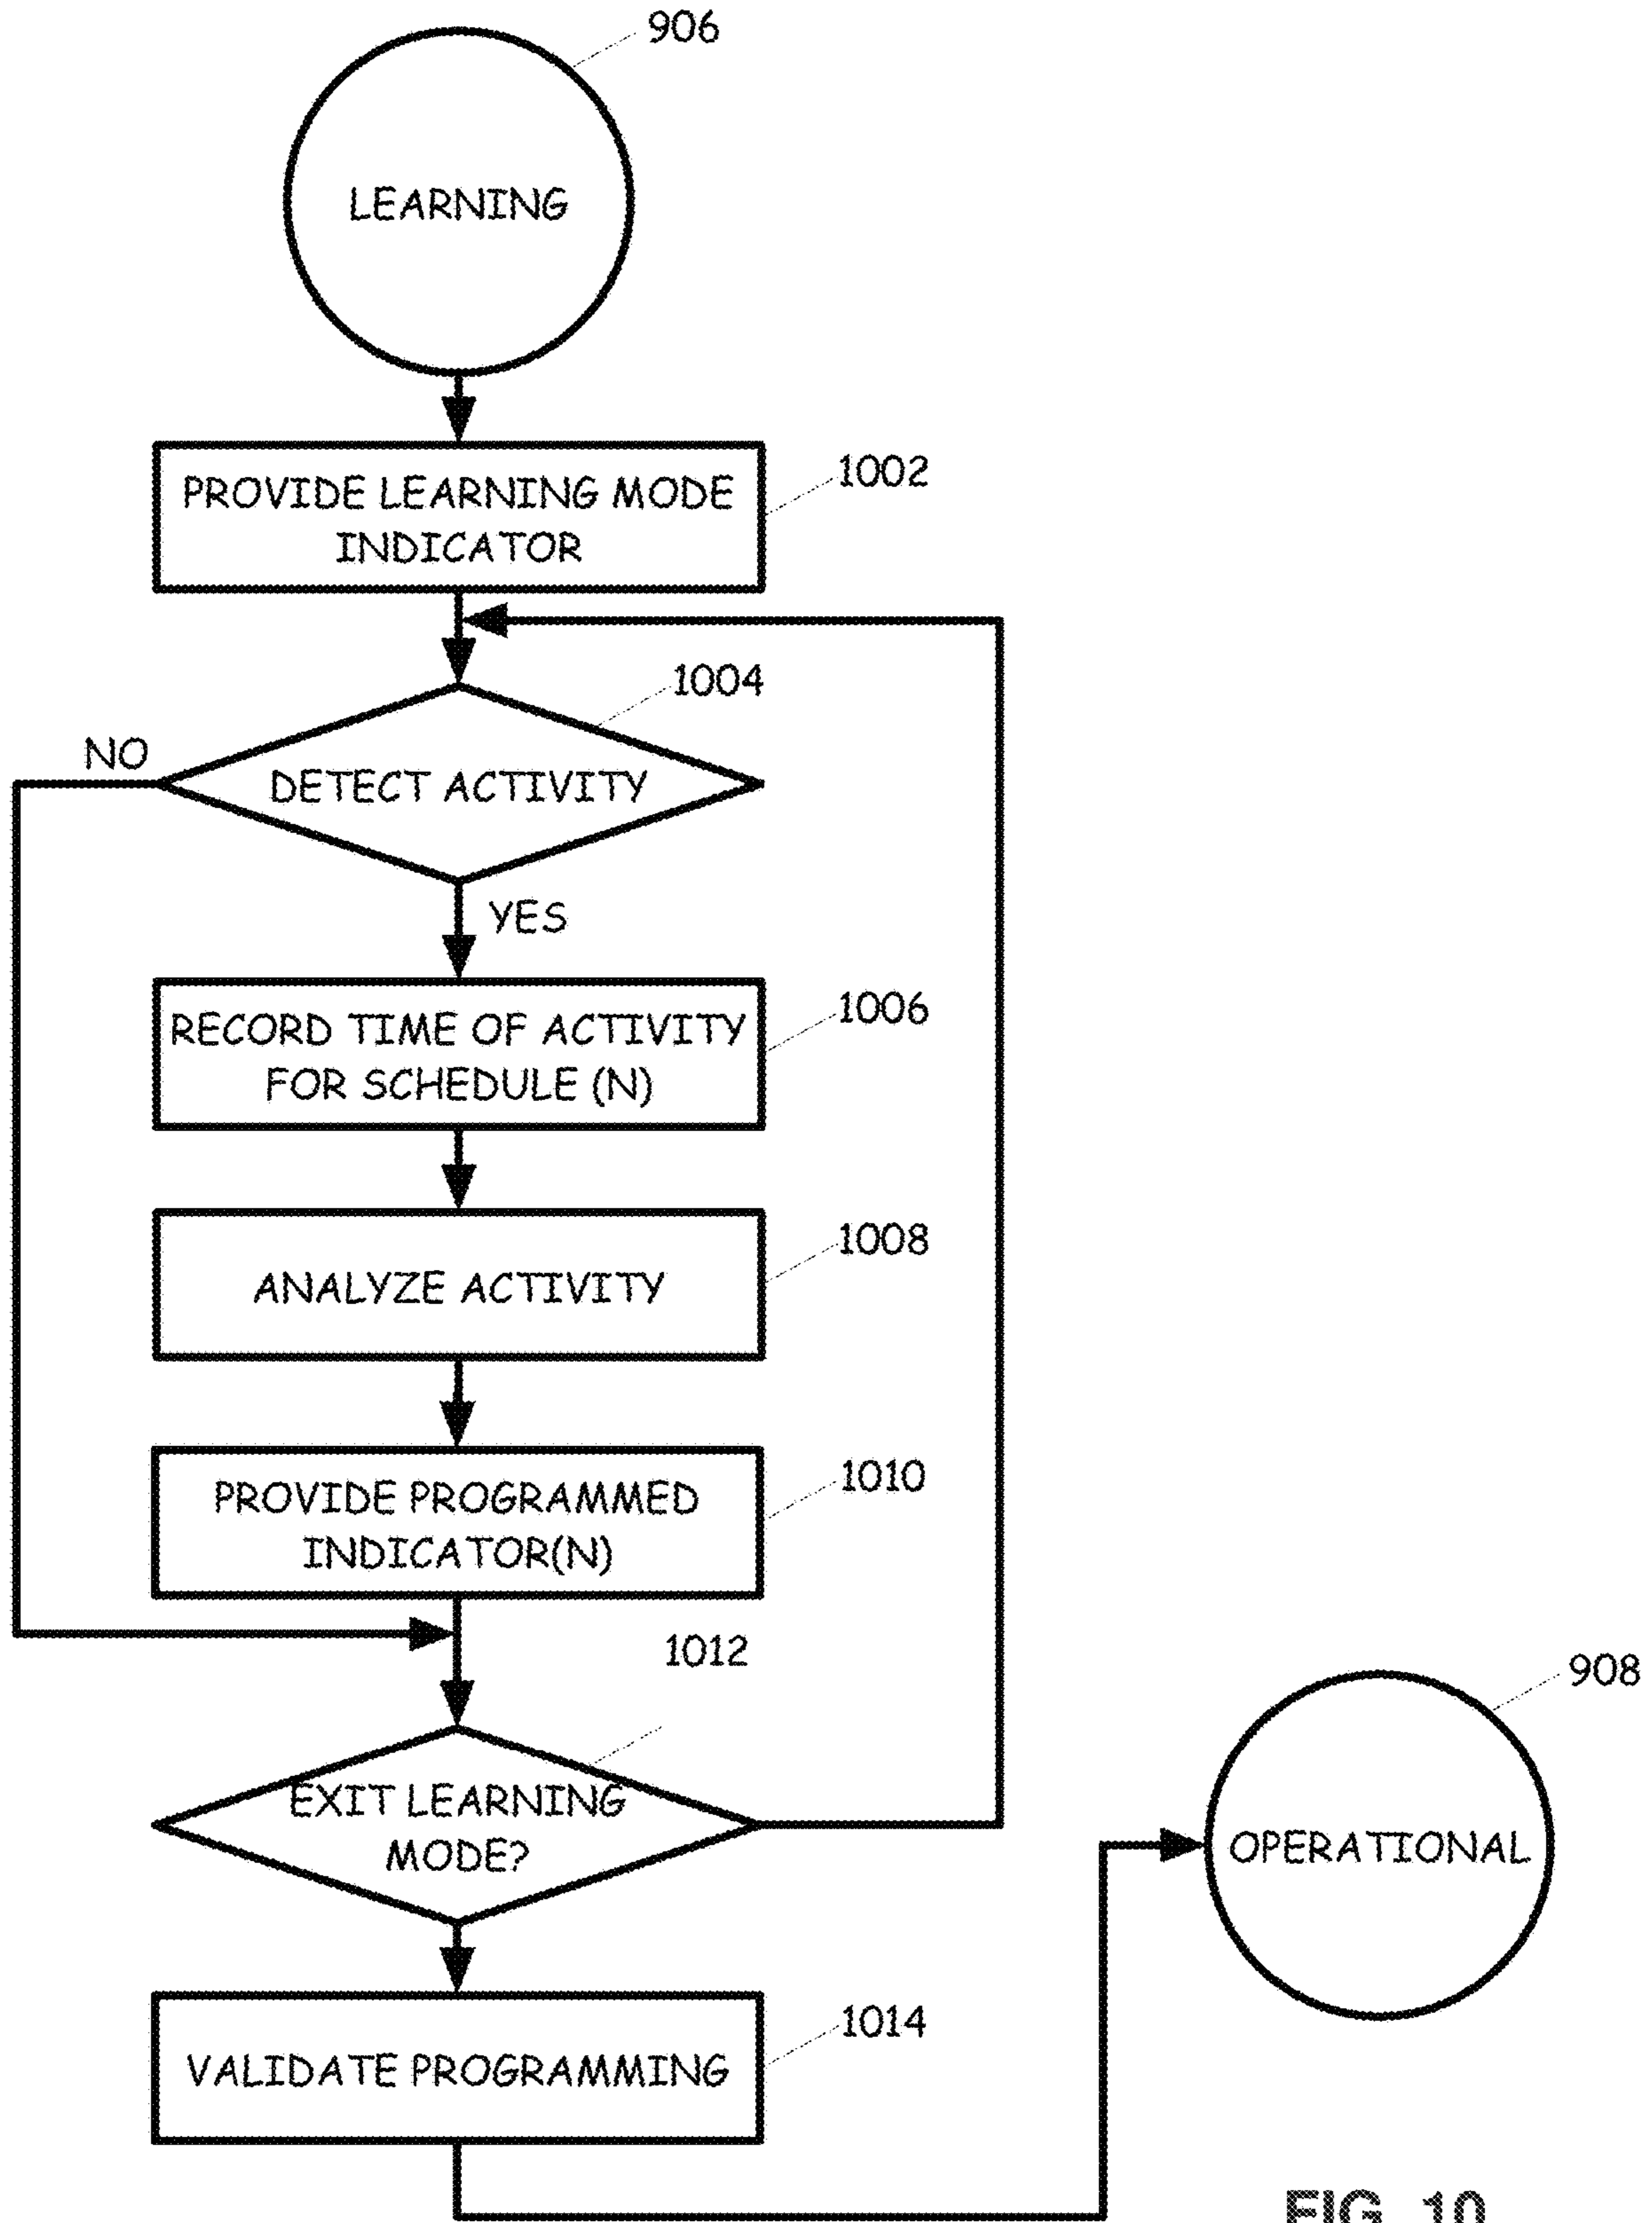 906
LEARNING
1002
PROVIDE LEARNING MODE
INDICATOR
1004
NO
DETECT ACTIVITY
YES
1006
RECORD TIME OF ACTIVITY
FOR SCHEDULE (N)
1008
ANALYZE ACTIVITY
1010
PROVIDE PROGRAMMED
INDICATOR(N)
1012
EXIT LEARNING
MODE?
908
OPERATIONAL
1014
VALIDATE PROGRAMMING
FIG. 10